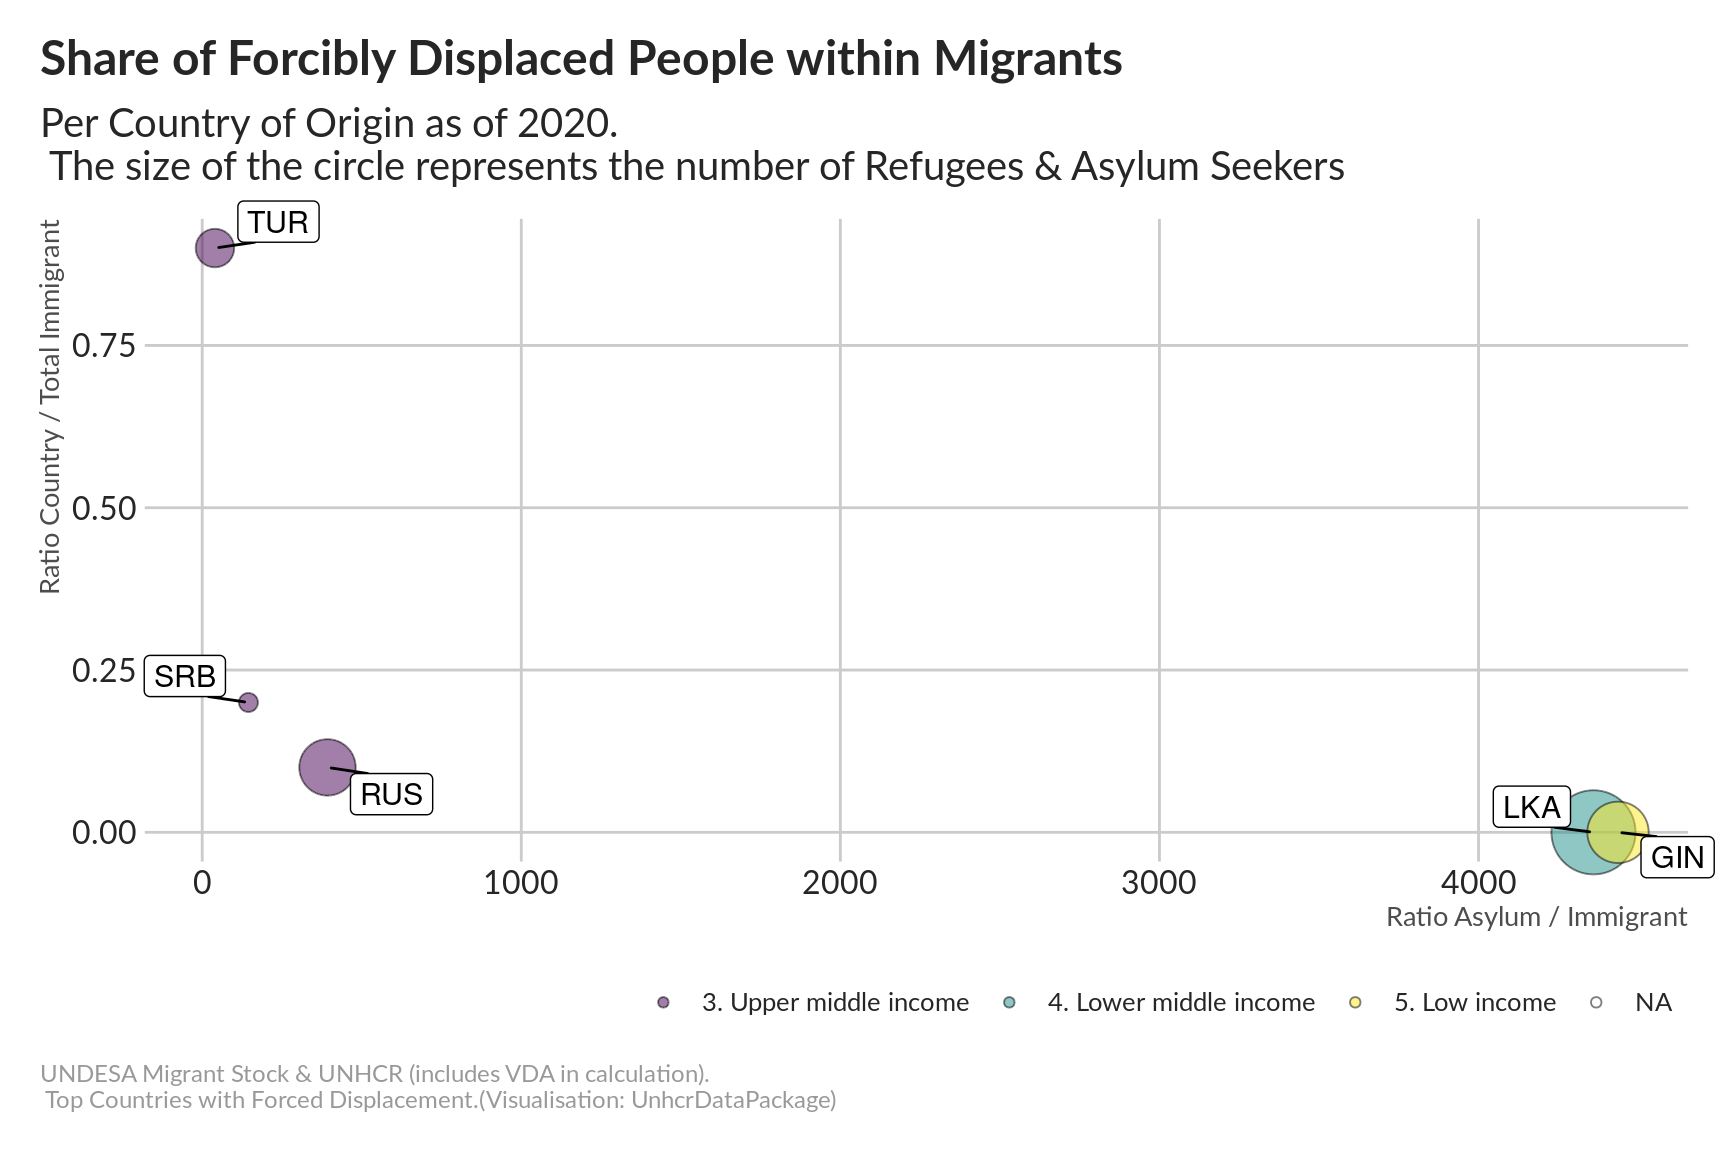 Share of Forcibly Displaced People within Migrants
Per Country of Origin as of 2020.
The size of the circle represents the number of Refugees & Asylum Seekers
Ratio Country / Total Immigrant
TUR
0.75
0.50
0.25
SRB
RUS
LKA
GIN
0.00
0 1000 2000 3000 4000
Ratio Asylum / Immigrant
3. Upper middle income 4. Lower middle income 5. Low income NA
UNDESA Migrant Stock & UNHCR (includes VDA in calculation).
Top Countries with Forced Displacement.(Visualisation: UnhcrDataPackage)